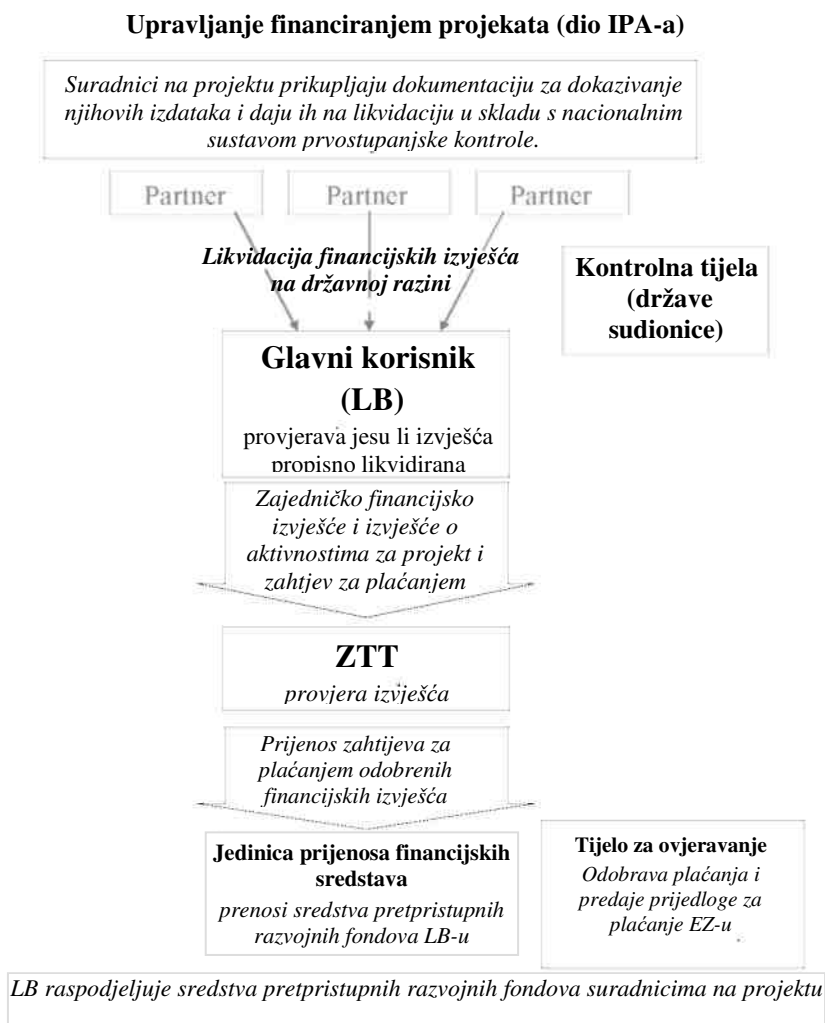 Upravljanje financiranjem projekata (dio IPA-a)
Suradnici na projektu prikupljaju dokumentaciju za dokazivanje
njihovih izdataka i daju ih na likvidaciju u skladu s nacionalnim
sustavom prvostupanjske kontrole.
Partner Partner Partner
Likvidacija financijskih izvješća
na državnoj razini
Kontrolna tijela
(države
sudionice)
Glavni korisnik
(LB)
provjerava jesu li izvješća
propisno likvidirana
Zajedničko financijsko
izvješće i izvješće o
aktivnostima za projekt i
zahtjev za plaćanjem
ZTT
provjera izvješća
Prijenos zahtijeva za
plaćanjem odobrenih
financijskih izvješća
Jedinica prijenosa financijskih
sredstava
prenosi sredstva pretpristupnih
razvojnih fondova LB-u
Tijelo za ovjeravanje
Odobrava plaćanja i
predaje prijedloge za
plaćanje EZ-u
LB raspodjeljuje sredstva pretpristupnih razvojnih fondova suradnicima na projektu